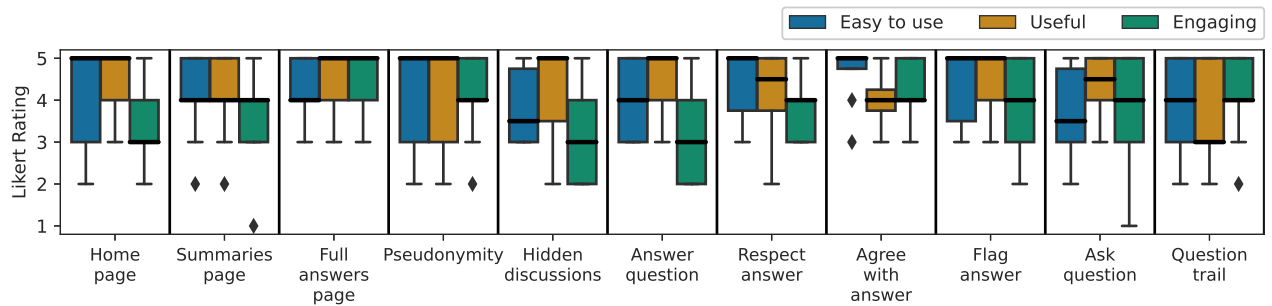 Easy to use Useful Engaging
Likert Rating
5
4
3
2
1
Home
page
Summaries
page
Full
answers
page
Pseudonymity
Hidden
discussions
Answer
question
Respect
answer
Agree
with
answer
Flag
answer
Ask
question
Question
trail